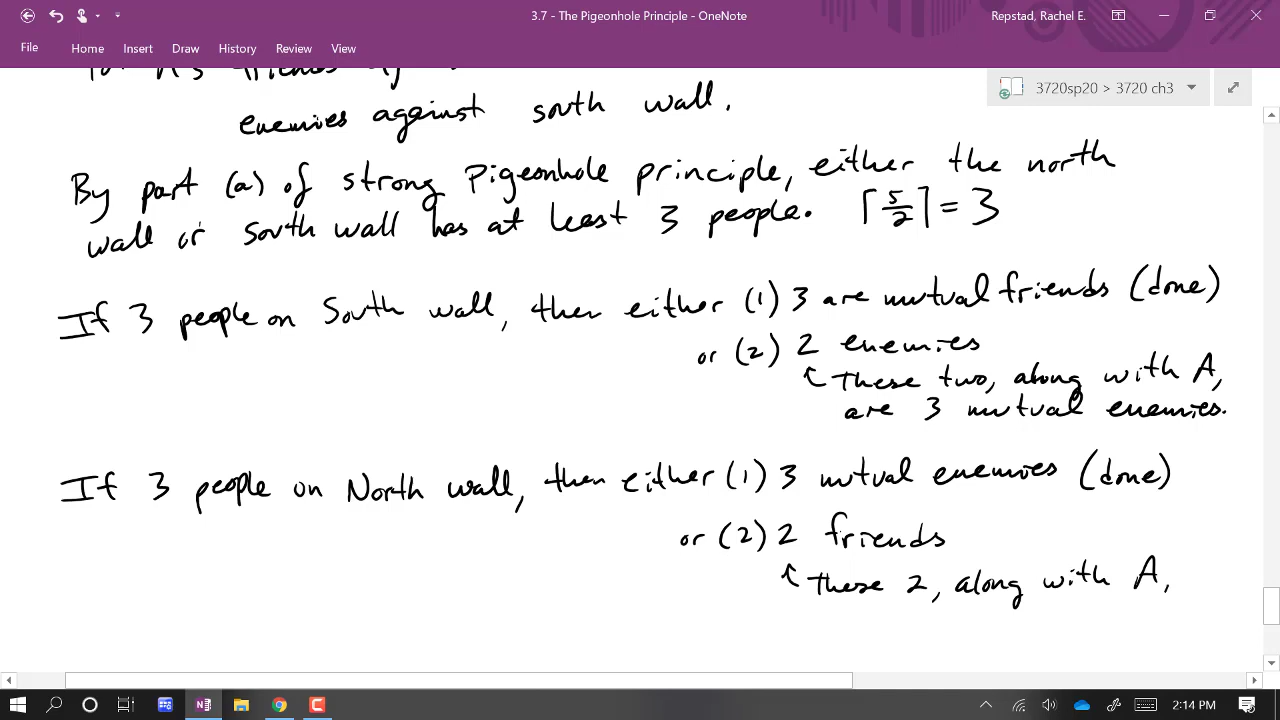 3.7 - The Pigeonhole Principle - OneNote
Repstad, Rachel E.
File Home Insert Draw History Review View
3720sp20 > 3720 ch3
friends
enemies against south wall.
By part (a) of strong Pigeonhole principle, either the north
wall or south wall has at least 3 people. ⌈5/2⌉ = 3
If 3 people on South wall, then either (1) 3 are mutual friends (done)
or (2) 2 enemies
These two, along with A,
are 3 mutual enemies.
If 3 people on North wall, then either (1) 3 mutual enemies (done)
or (2) 2 friends
these 2, along with A,
2:14 PM